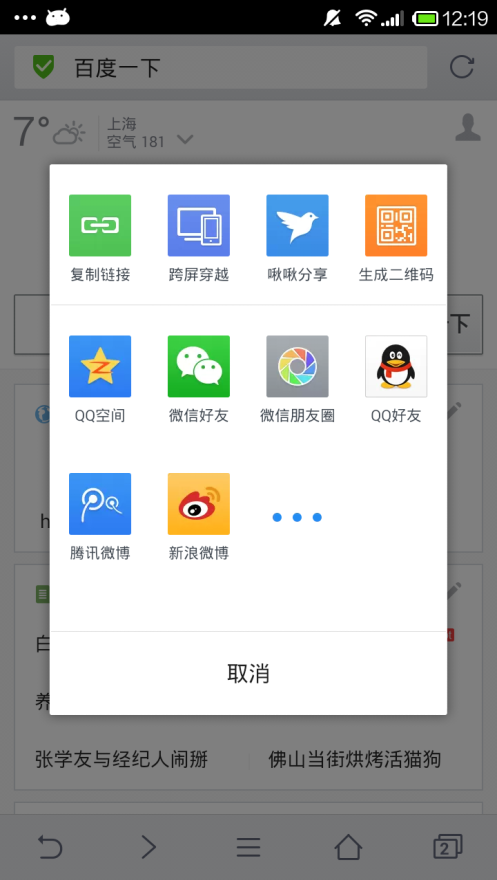 12:19
百度一下
7°
上海
空气 181
复制链接
跨屏穿越
啾啾分享
生成二维码
下
QQ空间
微信好友
微信朋友圈
QQ好友
h
腾讯微博
新浪微博
白
取消
养
张学友与经纪人闹掰
佛山当街烘烤活猫狗
2